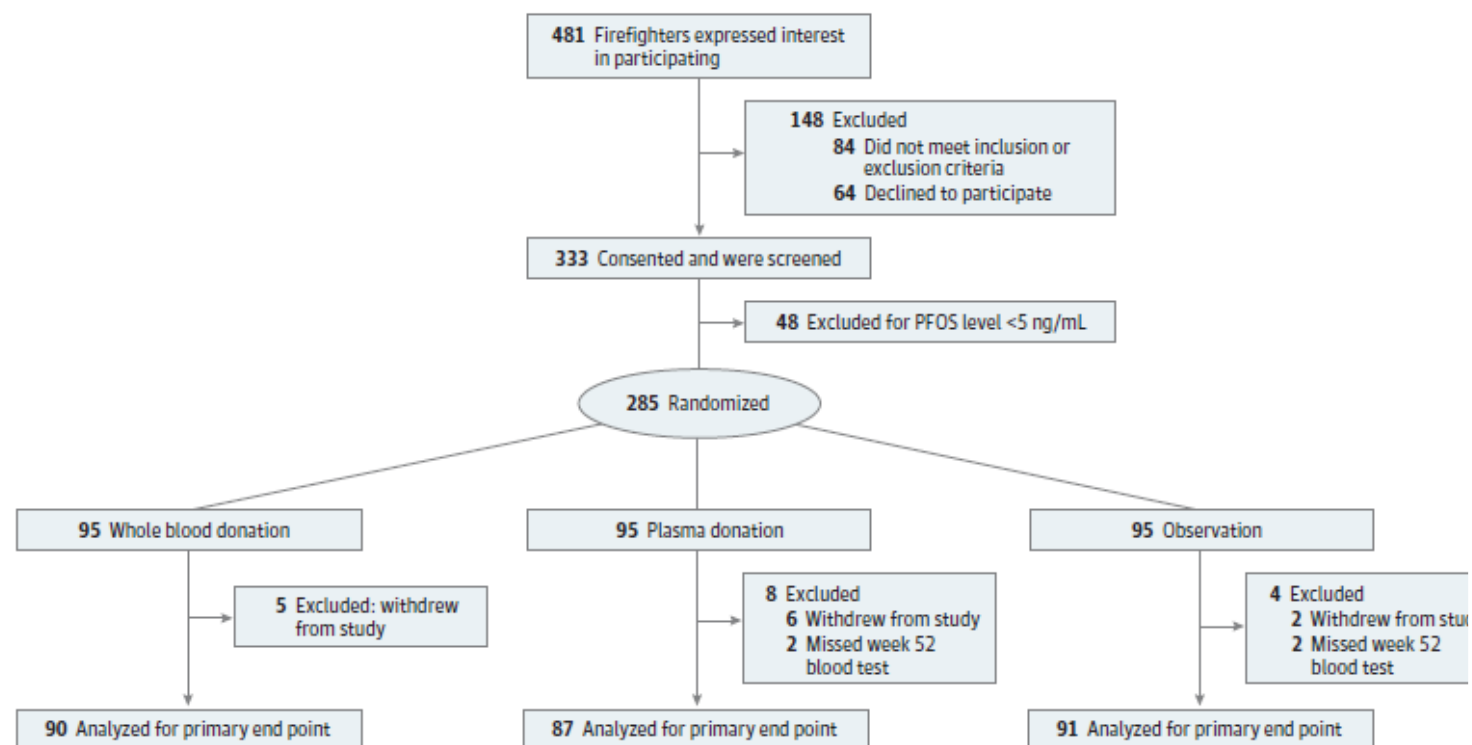 481 Firefighters expressed interest
in participating
148 Excluded
84 Did not meet inclusion or
exclusion criteria
64 Declined to participate
333 Consented and were screened
48 Excluded for PFOS level <5 ng/mL
285 Randomized
95 Whole blood donation
5 Excluded: withdrew
from study
90 Analyzed for primary end point
95 Plasma donation
8 Excluded
6 Withdrew from study
2 Missed week 52
blood test
87 Analyzed for primary end point
95 Observation
4 Excluded
2 Withdrew from stud
2 Missed week 52
blood test
91 Analyzed for primary end point